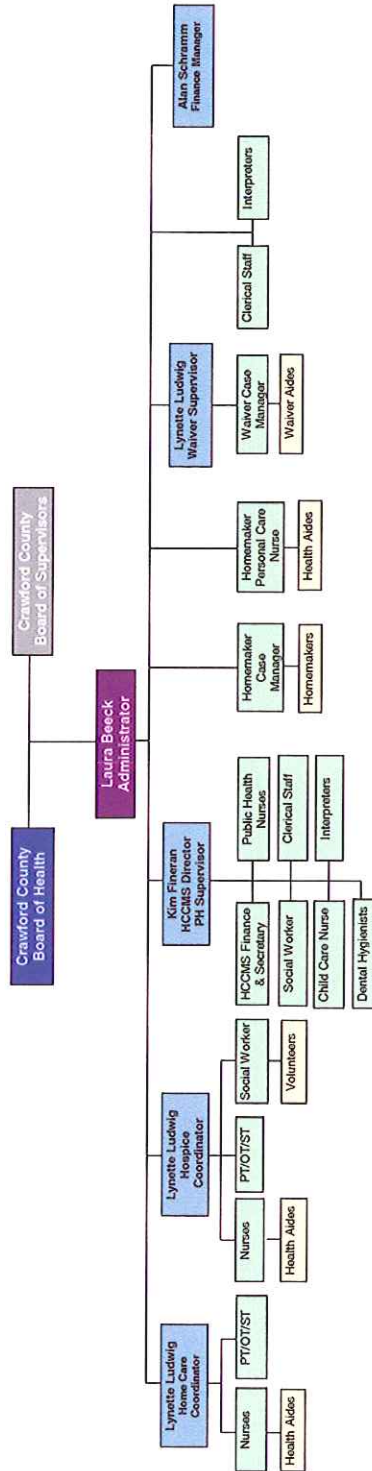 Crawford County
Board of Health
Crawford County
Board of Supervisors
Laura Beeck
Administrator
Lynette Ludwig
Home Care
Coordinator
Nurses
PT/OT/ST
Health Aides
Lynette Ludwig
Hospice
Coordinator
Nurses
PT/OT/ST
Social Worker
Health Aides
Volunteers
Kim Fineran
HCCMS Director
PH Supervisor
HCCMS Finance
& Secretary
Public Health
Nurses
Social Worker
Clerical Staff
Child Care Nurse
Interpreters
Dental Hygienists
Homemaker
Case
Manager
Homemakers
Homemaker
Personal Care
Nurse
Health Aides
Lynette Ludwig
Waiver Supervisor
Waiver Case
Manager
Waiver Aides
Clerical Staff
Interpreters
Alan Schramm
Finance Manager